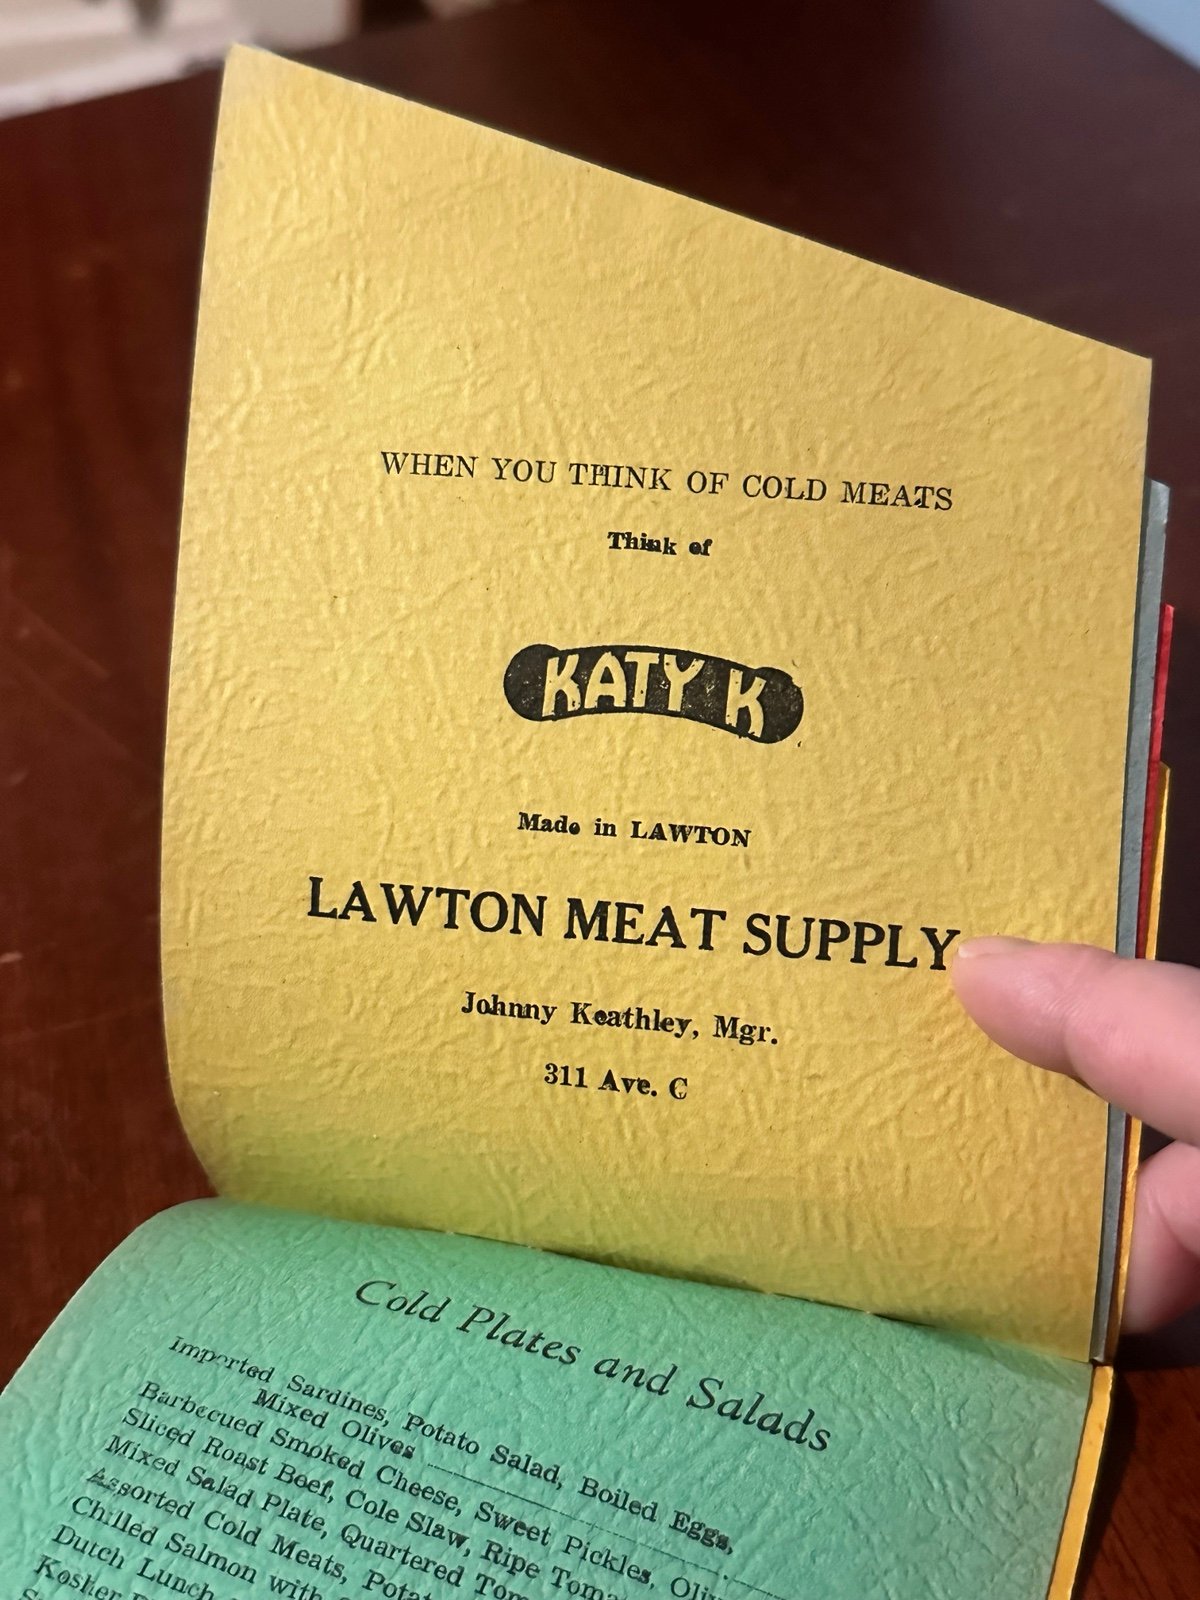 WHEN YOU THINK OF COLD MEATS
Think of
KATY K
Made in LAWTON
LAWTON MEAT SUPPLY
Johnny Keathley, Mgr.
311 Ave. C
Cold Plates and Salads
Imported Sardines, Potato Salad, Boiled Eggs,
Mixed Olives
Barbecued Smoked Cheese, Sweet Pickles,
Sliced Roast Beef, Cole Slaw, Ripe
Mixed Salad Plate, Quartered
Assorted Cold Meats,
Chilled Salmon with
Dutch Lunch
Kosher